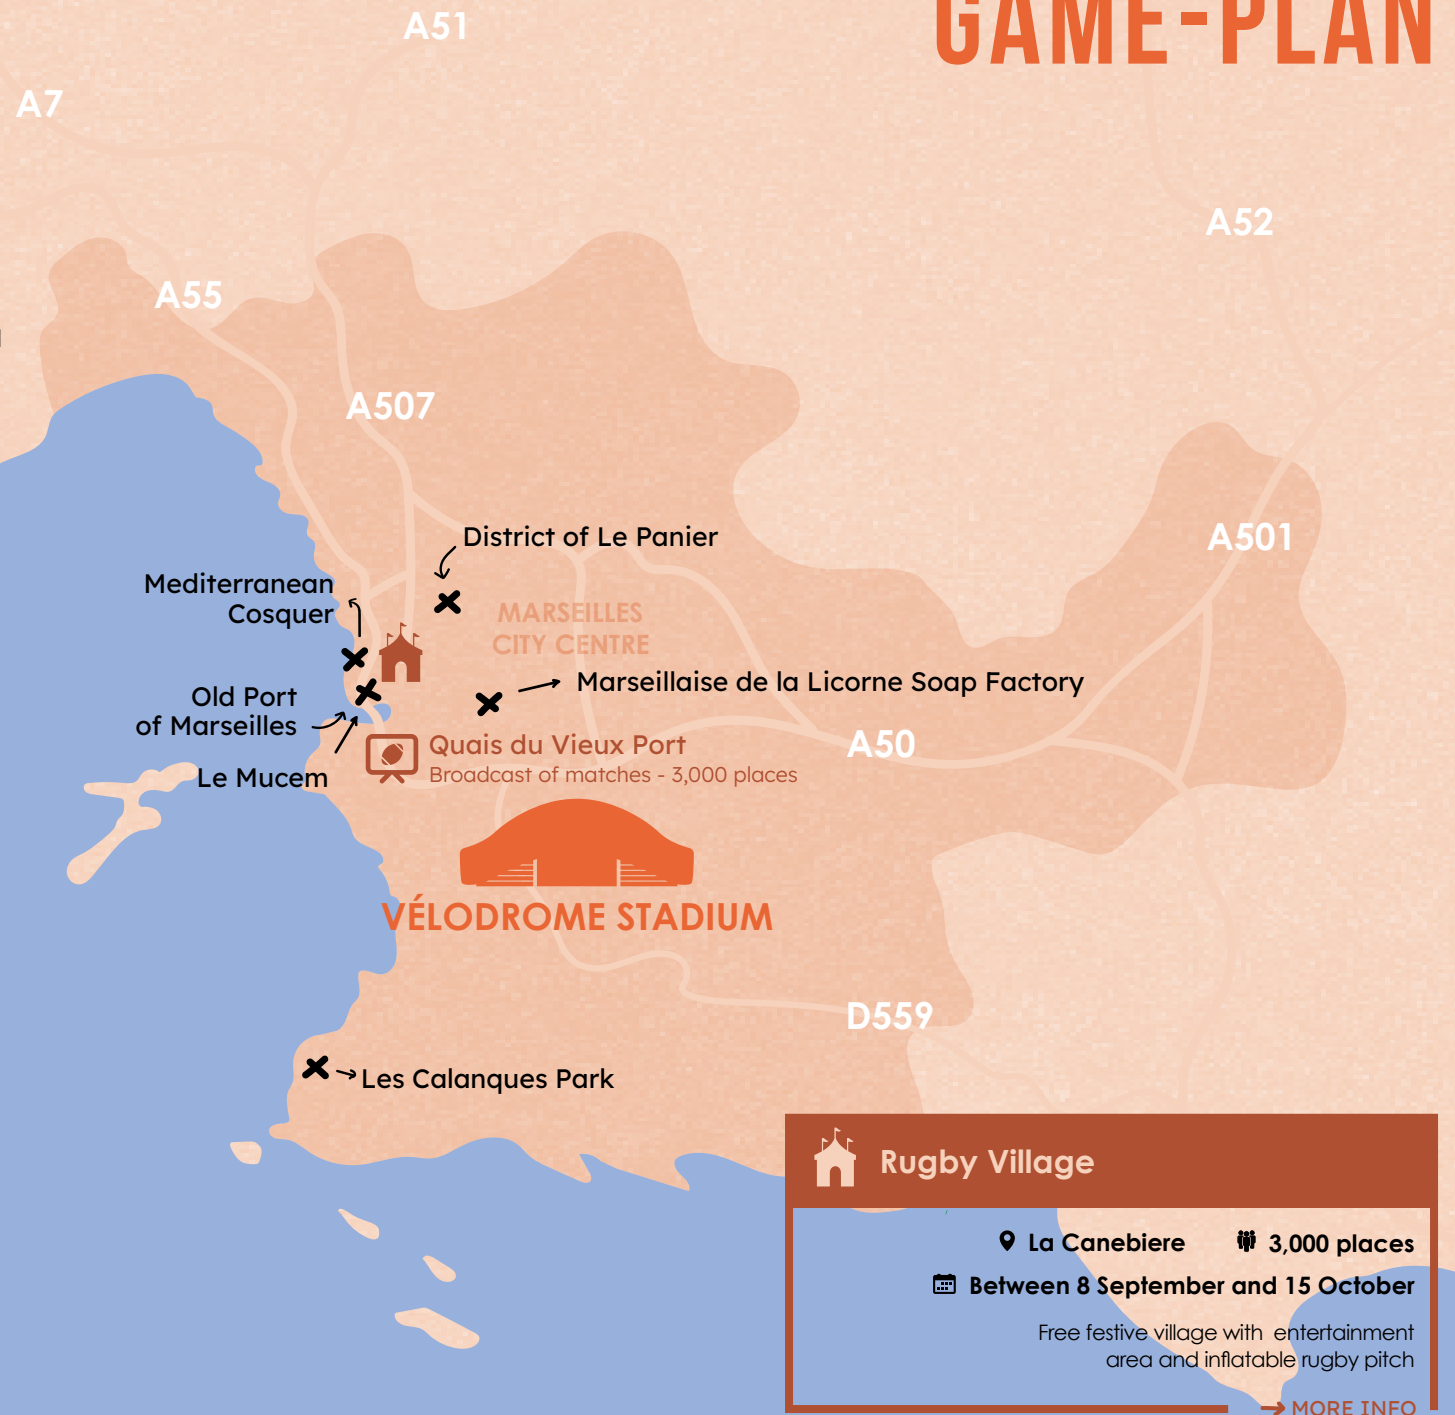 GAME-PLAN
A51
A7
A52
A55
A507
A501
District of Le Panier
Mediterranean
Cosquer
MARSEILLES
CITY CENTRE
Marseillaise de la Licorne Soap Factory
Old Port
of Marseilles
Le Mucem
Quais du Vieux Port
Broadcast of matches - 3,000 places
A50
VÉLODROME STADIUM
D559
Les Calanques Park
Rugby Village
La Canebiere
3,000 places
Between 8 September and 15 October
Free festive village with entertainment
area and inflatable rugby pitch
MORE INFO